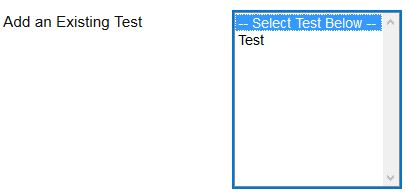 Add an Existing Test
-- Select Test Below --
Test